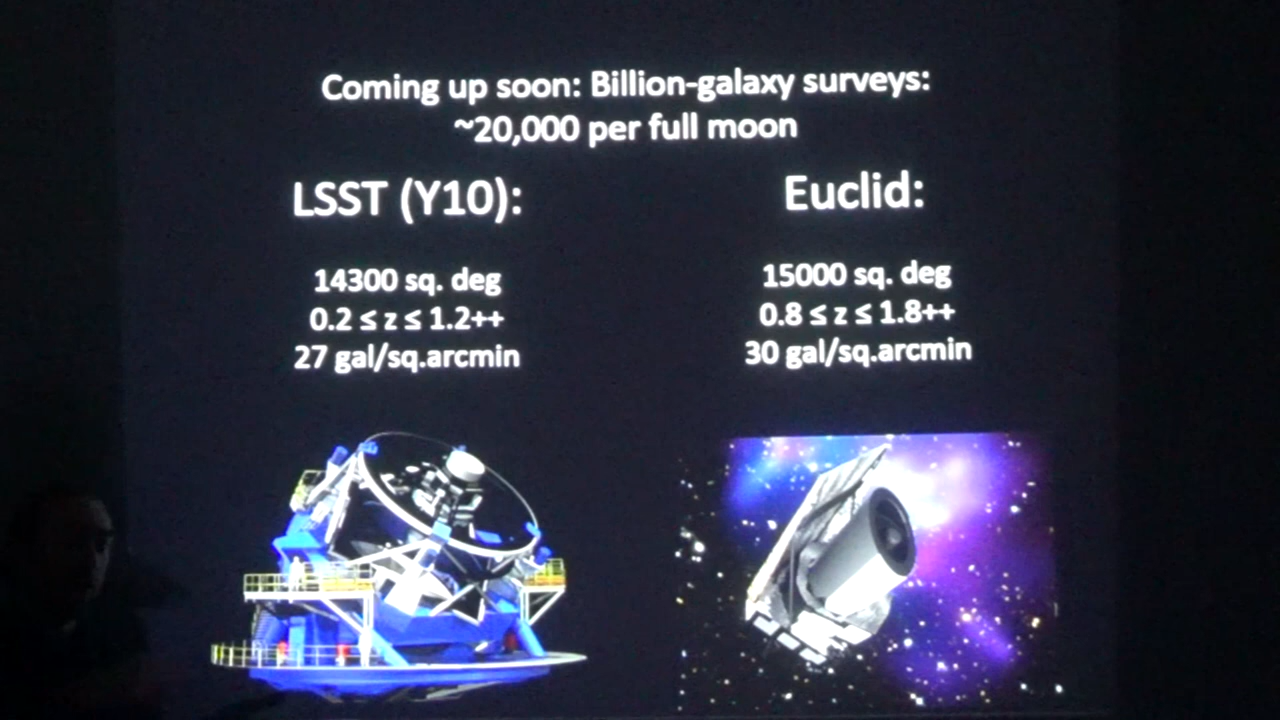 Coming up soon: Billion-galaxy surveys:
~20,000 per full moon
LSST (Y10):
14300 sq. deg
0.2 ≤ z ≤ 1.2++
27 gal/sq.arcmin
Euclid:
15000 sq. deg
0.8 ≤ z ≤ 1.8++
30 gal/sq.arcmin